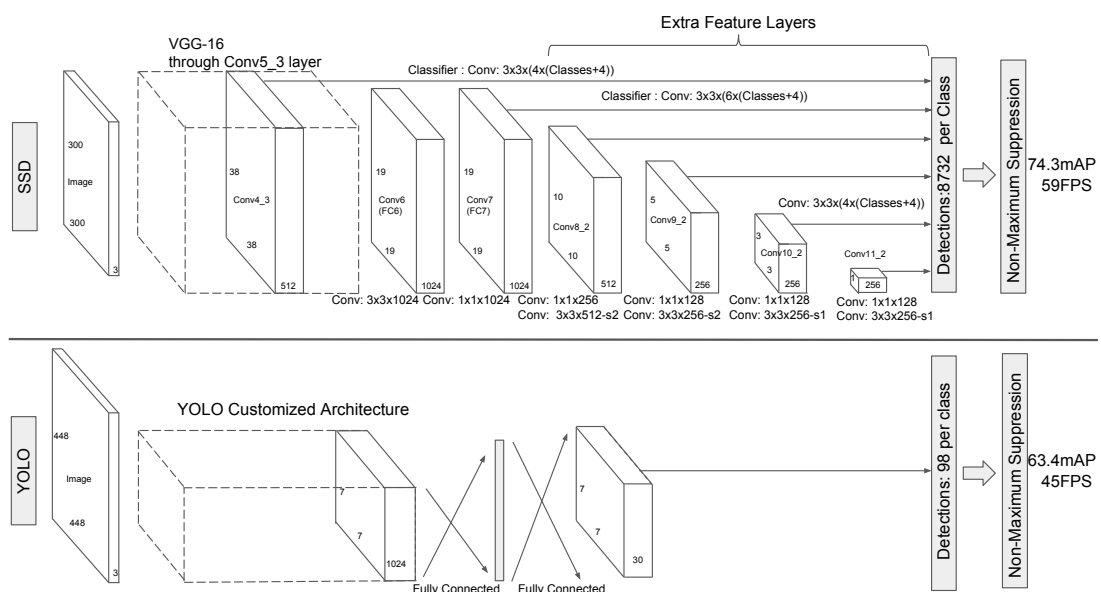 Extra Feature Layers
VGG-16
through Conv5_3 layer
Classifier : Conv: 3x3x(4x(Classes+4))
Classifier : Conv: 3x3x(6x(Classes+4))
SSD
300
Image
300
3
38
Conv4_3
38
512
19
Conv6
(FC6)
19
1024
19
Conv7
(FC7)
19
1024
10
Conv8_2
10
512
5
Conv9_2
5
256
Conv: 3x3x(4x(Classes+4))
3
Conv10_2
3
256
Conv11_2
1
256
Conv: 3x3x1024
Conv: 1x1x1024
Conv: 1x1x256
Conv: 3x3x512-s2
Conv: 1x1x128
Conv: 3x3x256-s2
Conv: 1x1x128
Conv: 3x3x256-s1
Conv: 1x1x128
Conv: 3x3x256-s1
Detections:8732 per Class
Non-Maximum Suppression
74.3mAP
59FPS
YOLO
448
Image
448
3
YOLO Customized Architecture
7
7
1024
Fully Connected
Fully Connected
7
7
30
Detections: 98 per class
Non-Maximum Suppression
63.4mAP
45FPS